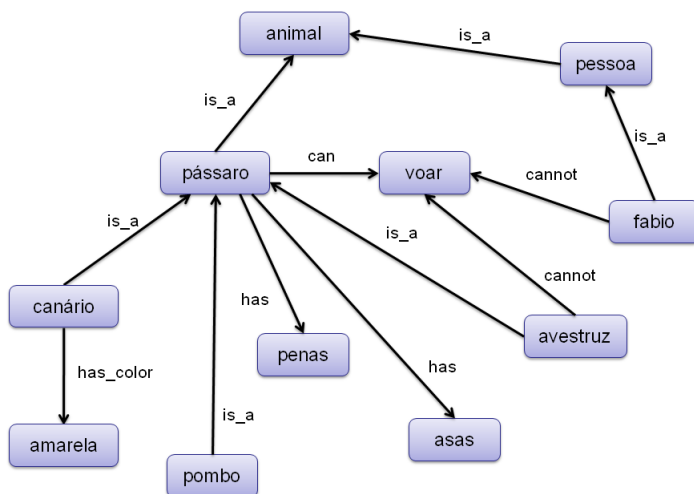 animal
is_a
pessoa
is_a
is_a
can
pássaro
voar
cannot
fabio
is_a
is_a
cannot
canário
has
avestruz
penas
has
has_color
is_a
amarela
asas
pombo